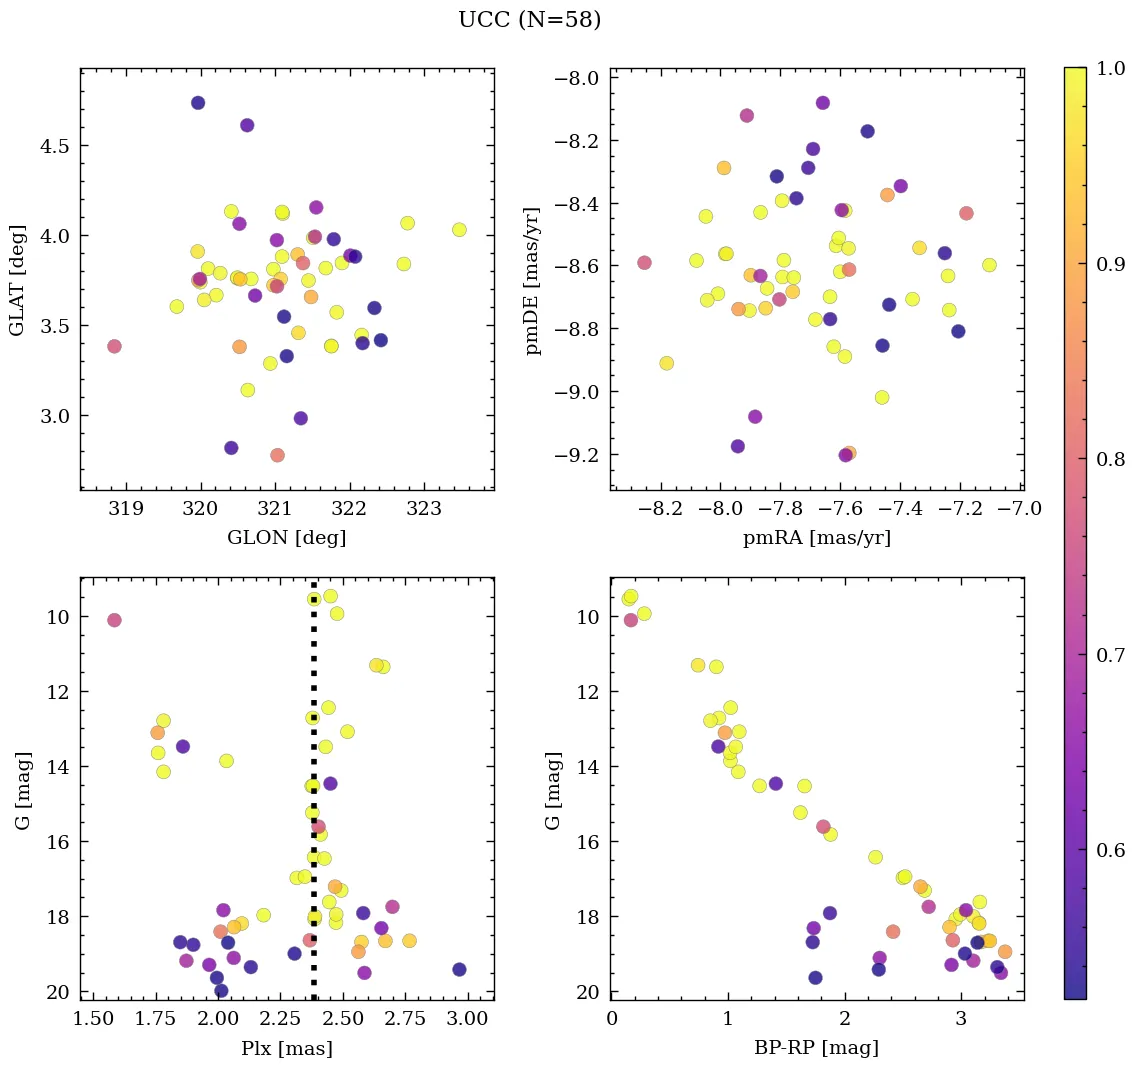 UCC (N=58)
4.5
4.0
3.5
3.0
GLAT [deg]
319 320 321 322 323
GLON [deg]
−8.0
−8.2
−8.4
−8.6
−8.8
−9.0
−9.2
pmDE [mas/yr]
−8.2 −8.0 −7.8 −7.6 −7.4 −7.2 −7.0
pmRA [mas/yr]
10
12
14
16
18
20
G [mag]
1.50 1.75 2.00 2.25 2.50 2.75 3.00
Plx [mas]
10
12
14
16
18
20
G [mag]
0 1 2 3
BP-RP [mag]
1.0
0.9
0.8
0.7
0.6